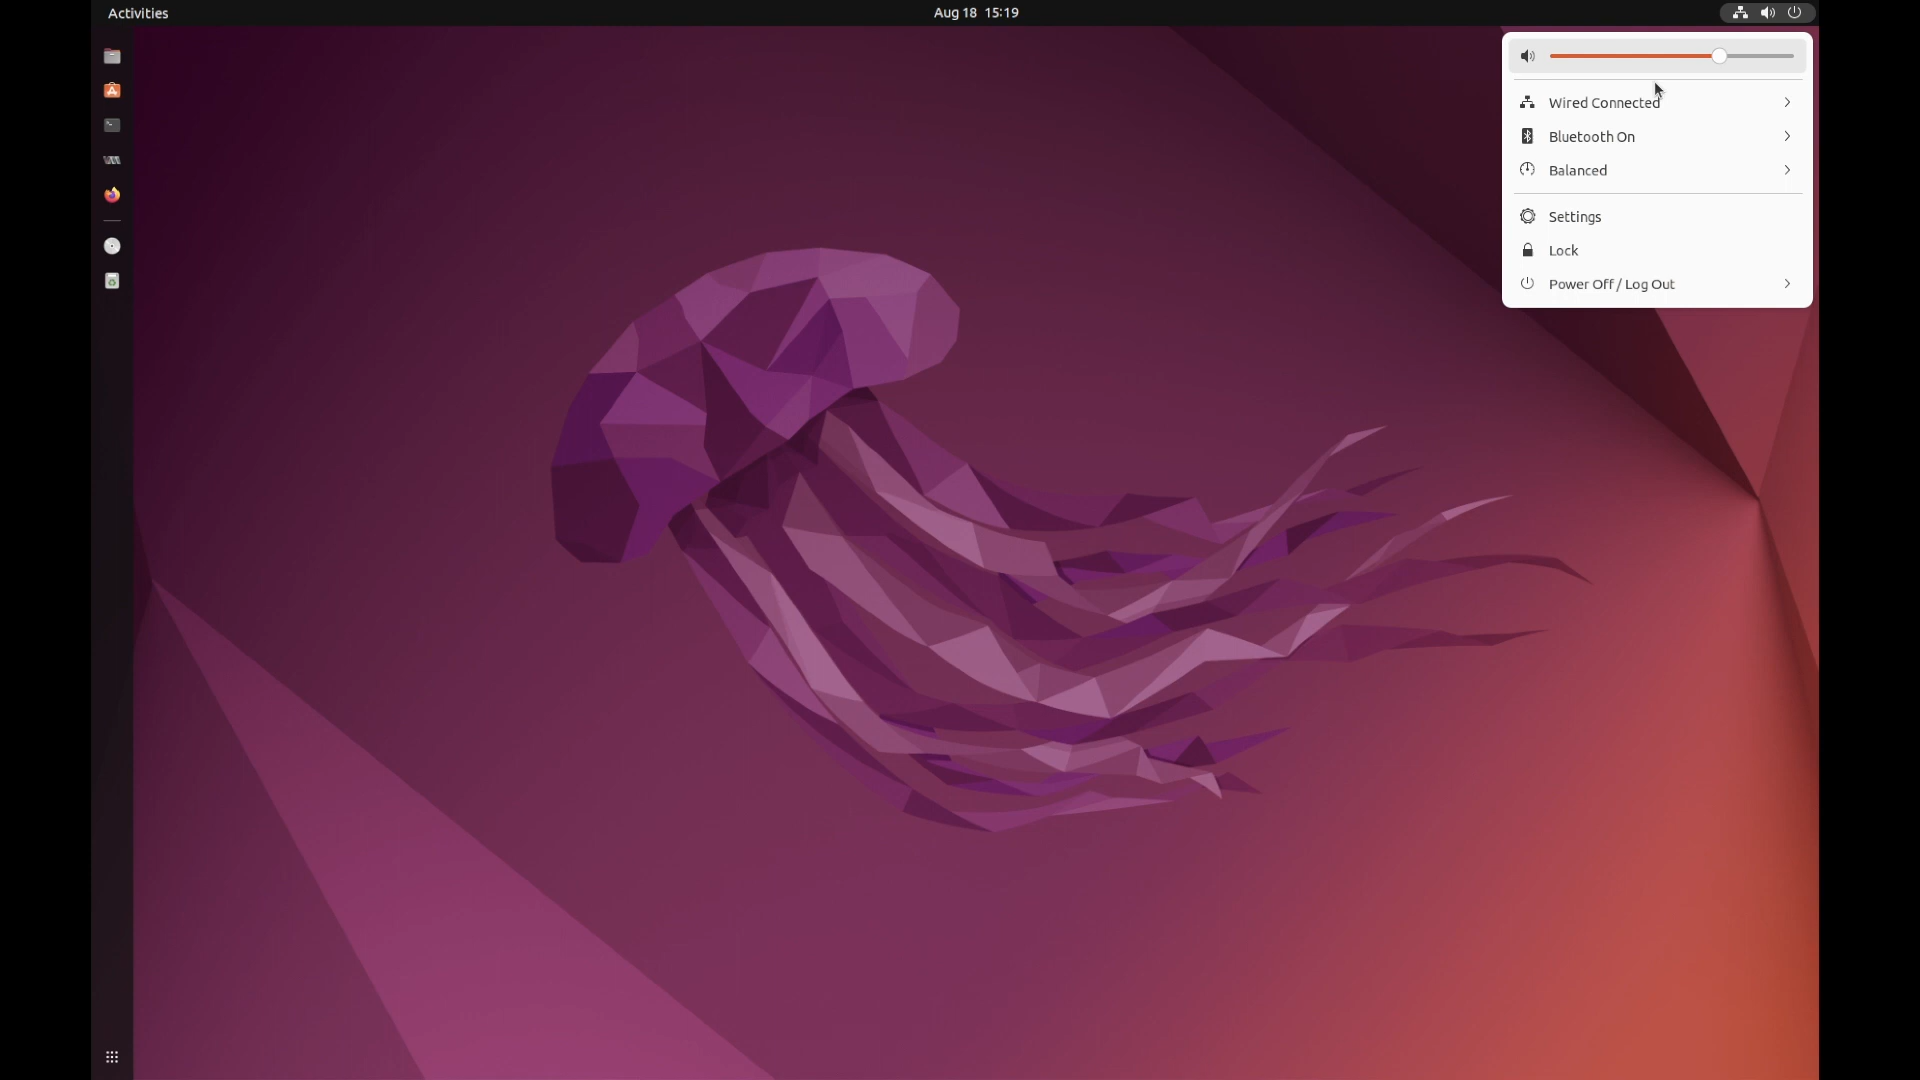 Activities
Aug 18 15:19
Wired Connected
Bluetooth On
Balanced
Settings
Lock
Power Off / Log Out